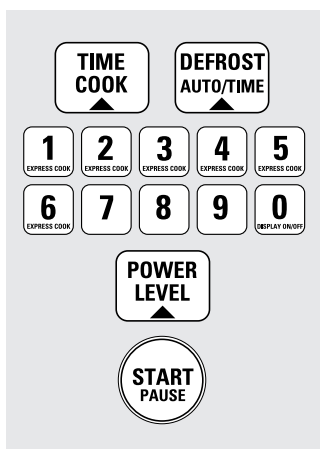 TIME
COOK
DEFROST
AUTO/TIME
1
EXPRESS COOK
2
EXPRESS COOK
3
EXPRESS COOK
4
EXPRESS COOK
5
EXPRESS COOK
6
EXPRESS COOK
7
8
9
0
DISPLAY ON/OFF
POWER
LEVEL
START
PAUSE